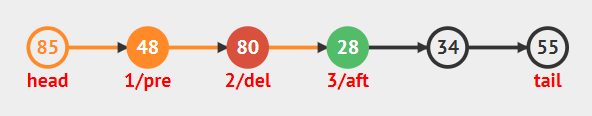 85 48 80 28 34 55
head 1/pre 2/del 3/aft tail